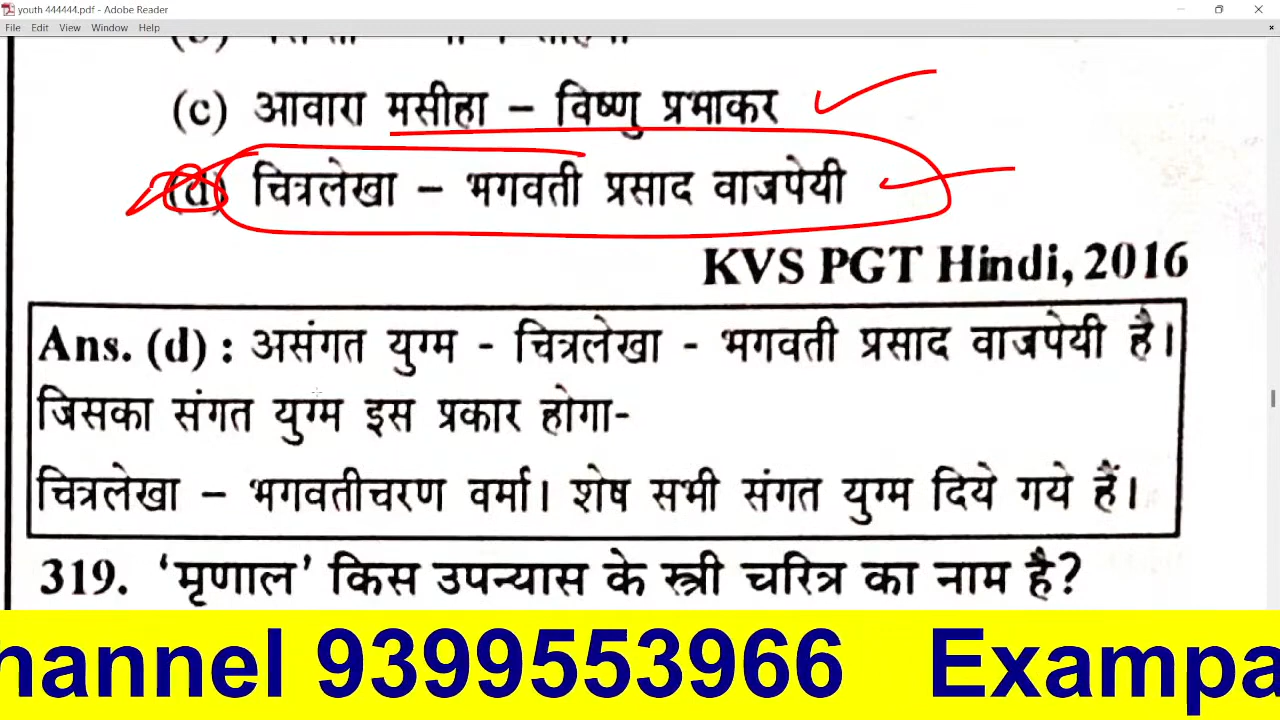 youth 444444.pdf - Adobe Reader
File Edit View Window Help
(c) आवारा मसीहा – विष्णु प्रभाकर
(d) चित्रलेखा – भगवती प्रसाद वाजपेयी
KVS PGT Hindi, 2016
Ans. (d) : असंगत युग्म - चित्रलेखा - भगवती प्रसाद वाजपेयी है।
जिसका संगत युग्म इस प्रकार होगा-
चित्रलेखा – भगवतीचरण वर्मा। शेष सभी संगत युग्म दिये गये हैं।
319. ‘मृणाल’ किस उपन्यास के स्त्री चरित्र का नाम है?
hannel 9399553966 Exampa